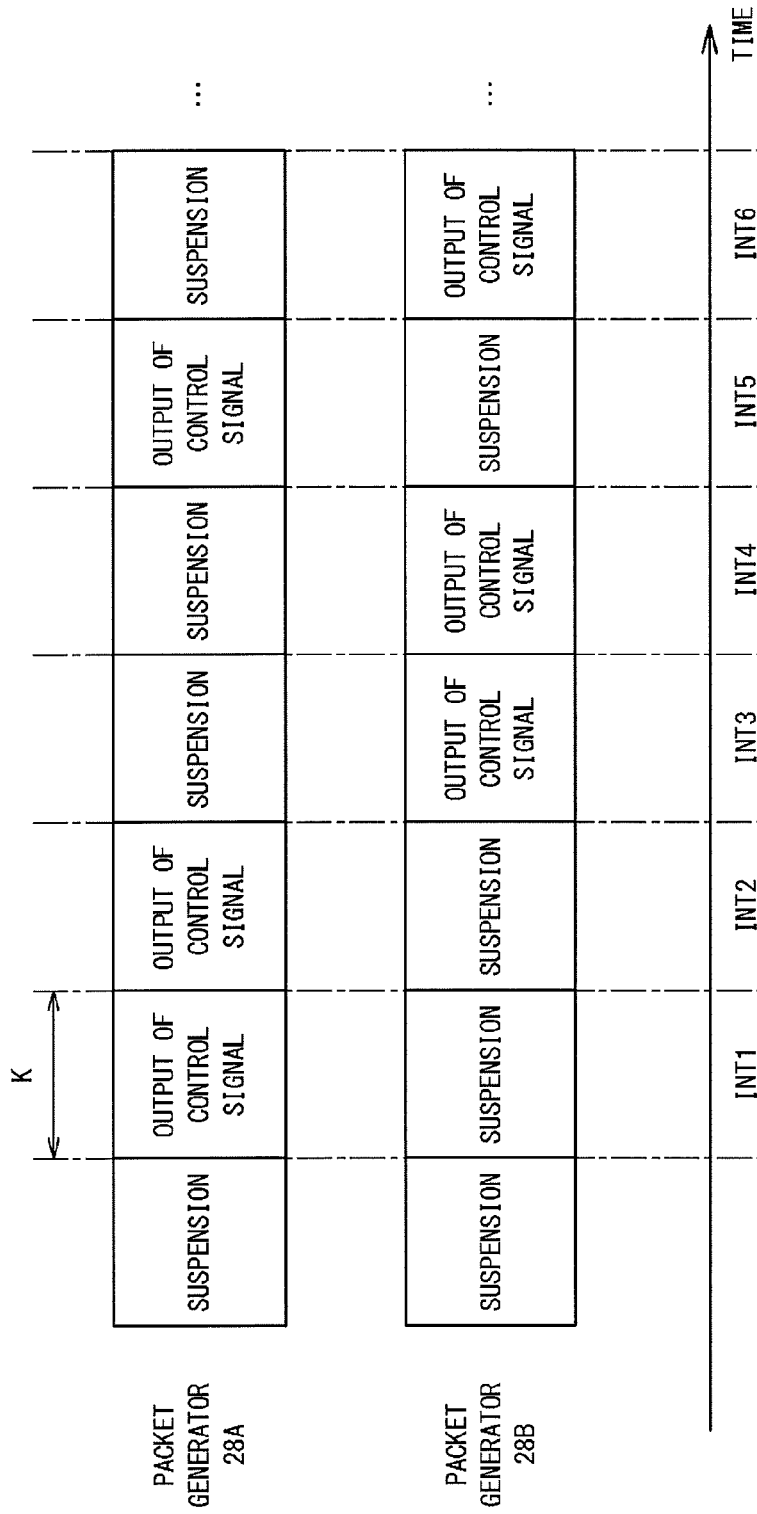 K
PACKET
GENERATOR
28A
SUSPENSION
OUTPUT OF
CONTROL
SIGNAL
OUTPUT OF
CONTROL
SIGNAL
SUSPENSION
SUSPENSION
OUTPUT OF
CONTROL
SIGNAL
SUSPENSION
...
PACKET
GENERATOR
28B
SUSPENSION
SUSPENSION
SUSPENSION
OUTPUT OF
CONTROL
SIGNAL
OUTPUT OF
CONTROL
SIGNAL
SUSPENSION
OUTPUT OF
CONTROL
SIGNAL
...
TIME
INT1
INT2
INT3
INT4
INT5
INT6